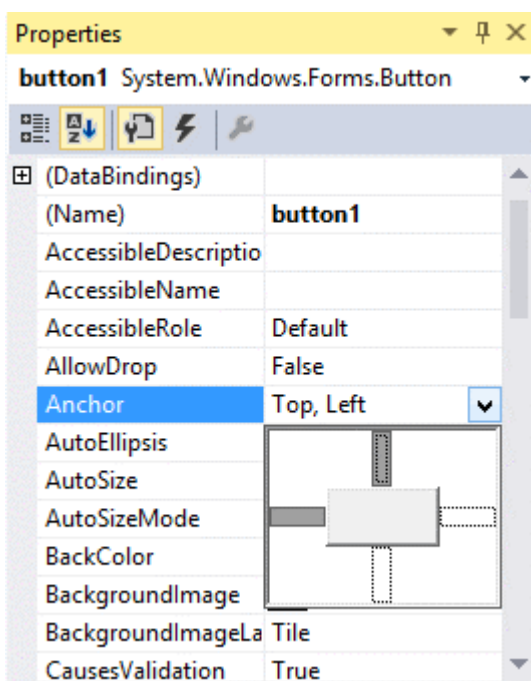 Properties
button1 System.Windows.Forms.Button
(DataBindings)
(Name) button1
AccessibleDescriptio
AccessibleName
AccessibleRole Default
AllowDrop False
Anchor Top, Left
AutoEllipsis
AutoSize
AutoSizeMode
BackColor
BackgroundImage
BackgroundImageLa Tile
CausesValidation True